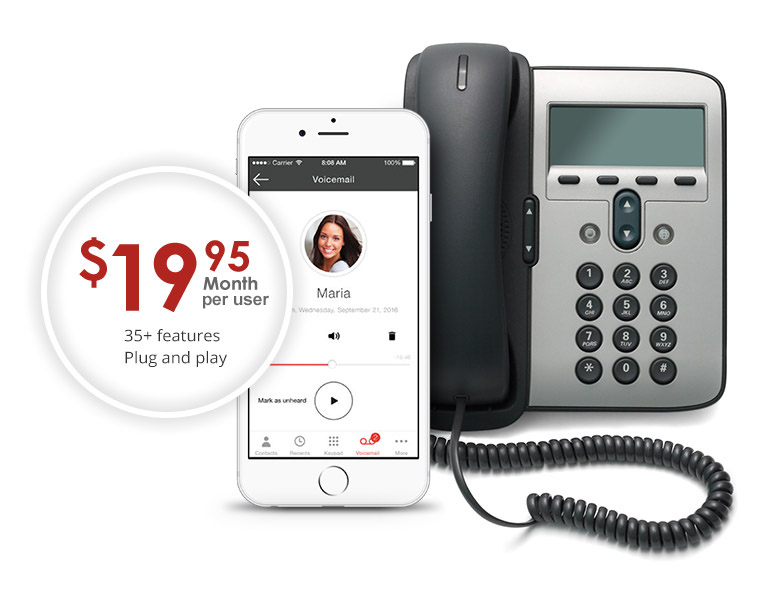 $19.95
Month
per user
35+ features
Plug and play
Carrier
8:08 AM
100%
Voicemail
Maria
Wednesday, September 21, 2016
Mark as unheard
2
Contacts
Recents
Keypad
Voicemail
More
1
2 ABC
3 DEF
4 GHI
5 JKL
6 MNO
7 PQRS
8 TUV
9 WXYZ
*
0
#